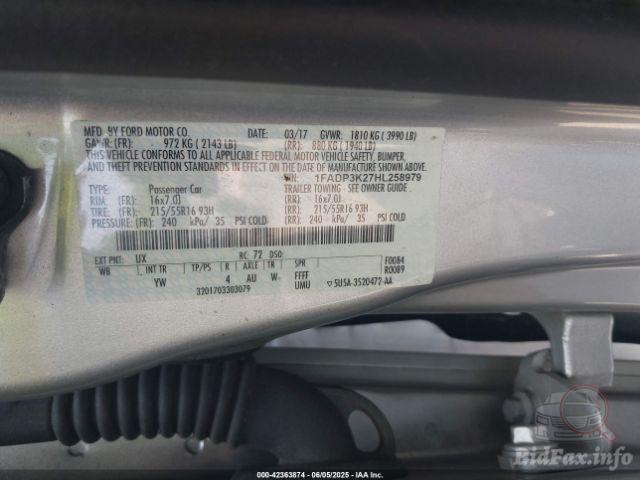 MFD. BY FORD MOTOR CO. DATE: 03/17 GVWR: 1810 KG ( 3990 LB)
GAWR: (FR): 972 KG ( 2143 LB) (RR): 880 KG ( 1940 LB)
THIS VEHICLE CONFORMS TO ALL APPLICABLE FEDERAL MOTOR VEHICLE SAFETY, BUMPER,
AND THEFT PREVENTION STANDARDS IN EFFECT ON THE DATE OF MANUFACTURE SHOWN ABOVE.
VIN: 1FADP3K27HL258979
TYPE: Passenger Car TRAILER TOWING - SEE OWNERS GUIDE
RIM: (FR) 16x7.0J (RR): 16x7.0J
TIRE: (FR) 215/55R16 93H (RR): 215/55R16 93H
PRESSURE: (FR) 240 kPa/ 35 PSI COLD (RR) 240 kPa/ 35 PSI COLD
EXT PNT: UX RC: 72 DSO: F0084
WB INT TR TP/PS R AXLE TR SPR R0089
YW 4 AU W FFFF
UMU ▽5U5A-3520472-AA
3201703303079
BidFax.info
000-42363874 | 06/05/2025 - IAA Inc.